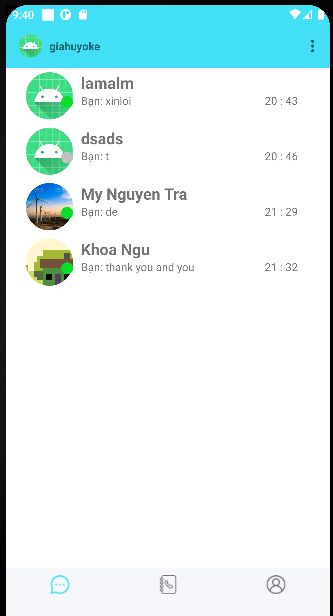 9:40
giahuyoke
lamalm
Bạn: xinloi
20 : 43
dsads
Bạn: t
20 : 46
My Nguyen Tra
Bạn: de
21 : 29
Khoa Ngu
Bạn: thank you and you
21 : 32